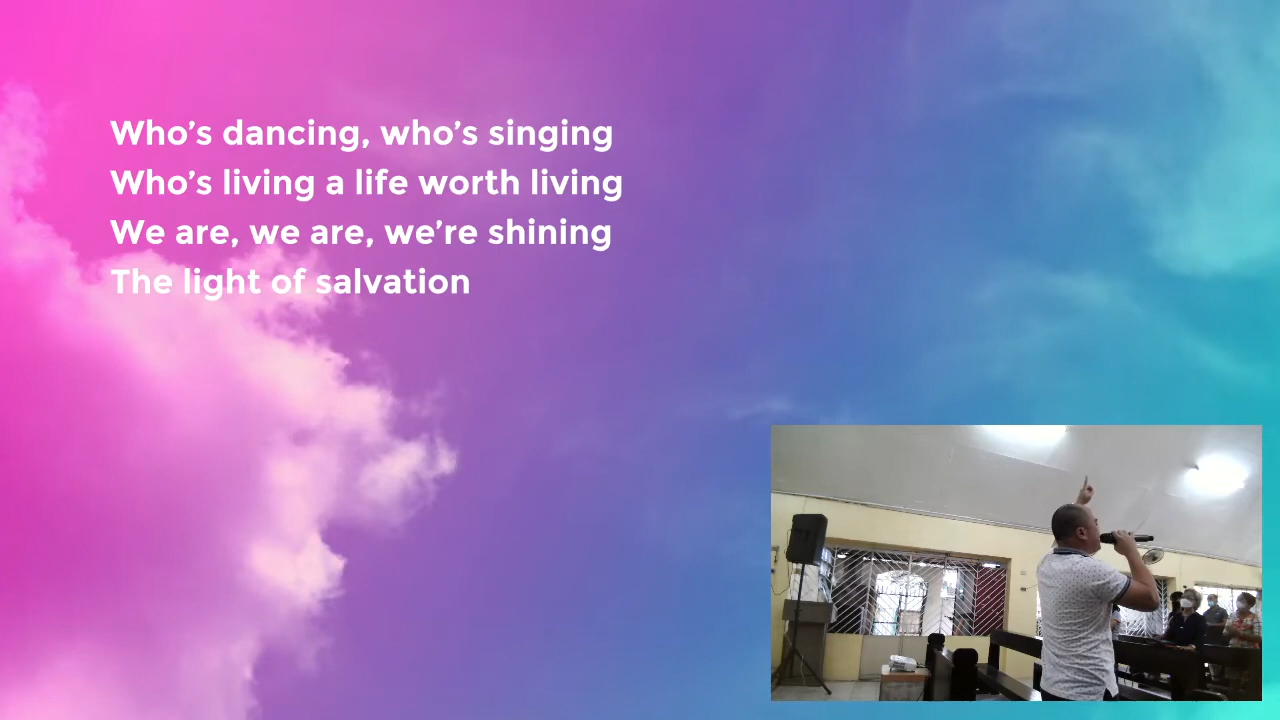 Who’s dancing, who’s singing
Who’s living a life worth living
We are, we are, we’re shining
The light of salvation